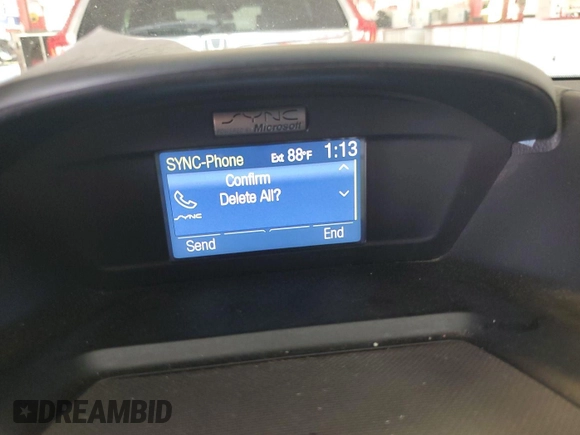 SYNC
Microsoft
SYNC-Phone Ext 88°F 1:13
Confirm
Delete All?
SYNC
Send End
DREAMBID